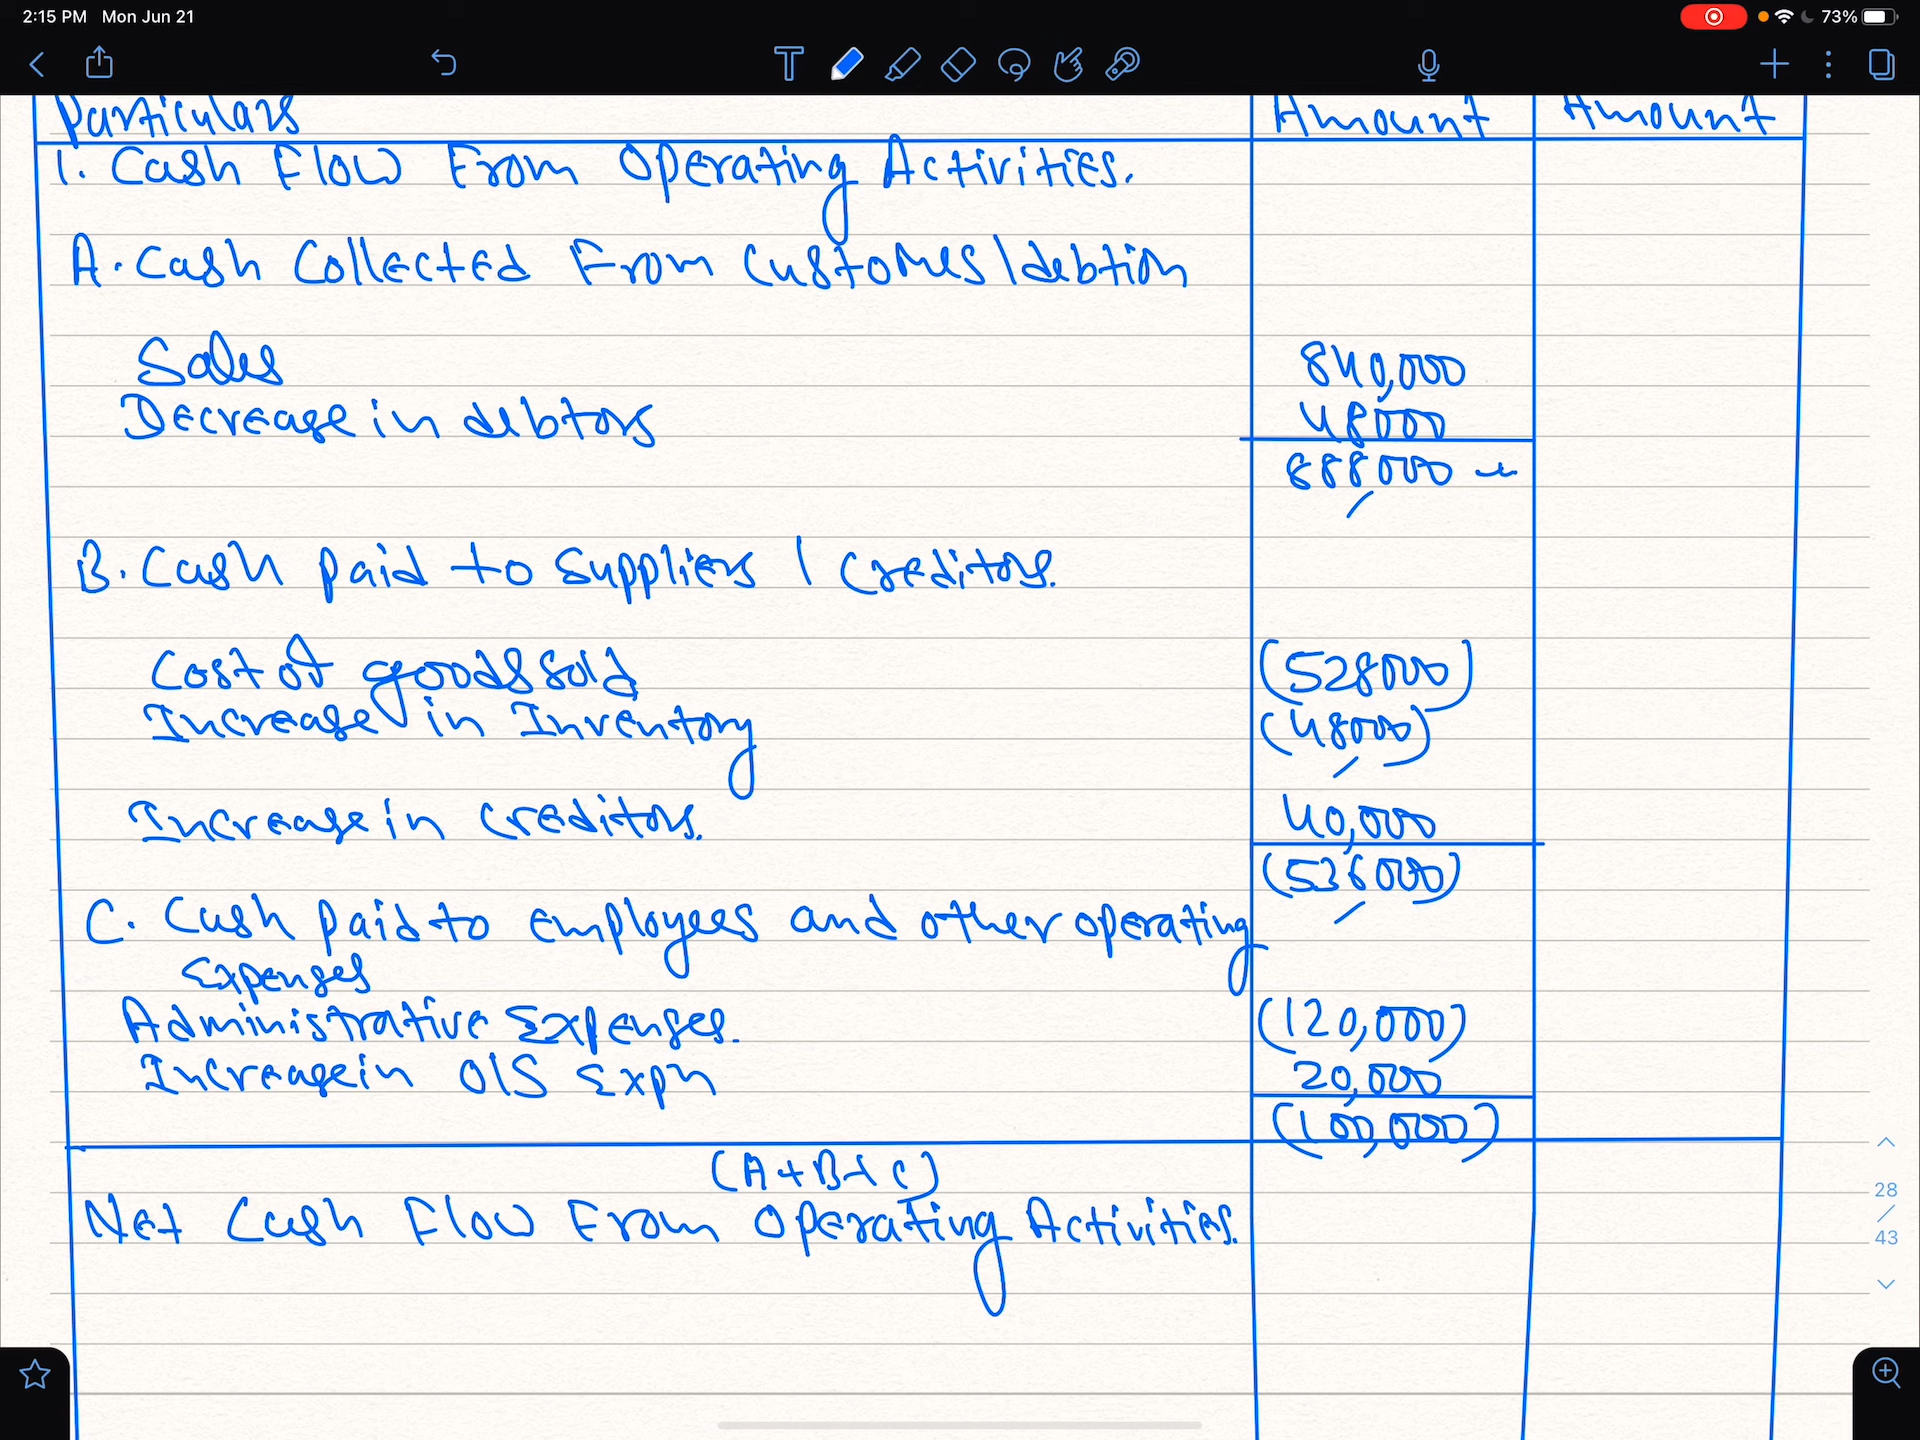 2:15 PM Mon Jun 21
73%
Particulars Amount Amount
1. Cash Flow From Operating Activities.
A. Cash Collected From Customes/debtion
Sales 840,000
Decrease in debtors 48000
888000
B. Cash paid to Suppliers / Creditors.
Cost of goods sold (528000)
Increase in Inventory (48000)
Increase in Creditors. 40,000
(536000)
C. Cash paid to Employees and other operating
Expenses
Administrative Expenses. (120,000)
Increase in O/S Expn 20,000
(100,000)
(A+B+C)
Net Cash Flow From Operating Activities.
28
/
43